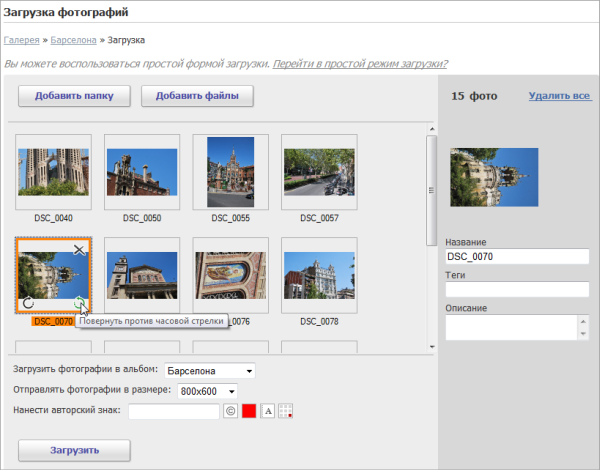 Загрузка фотографий
Галерея » Барселона » Загрузка
Вы можете воспользоваться простой формой загрузки. Перейти в простой режим загрузки?
Добавить папку Добавить файлы
15 фото Удалить все
DSC_0040 DSC_0050 DSC_0055 DSC_0057
DSC_0070 _0076 DSC_0078
Повернуть против часовой стрелки
Название
DSC_0070
Теги
Описание
Загрузить фотографии в альбом: Барселона
Отправлять фотографии в размере: 800x600
Нанести авторский знак: © A
Загрузить